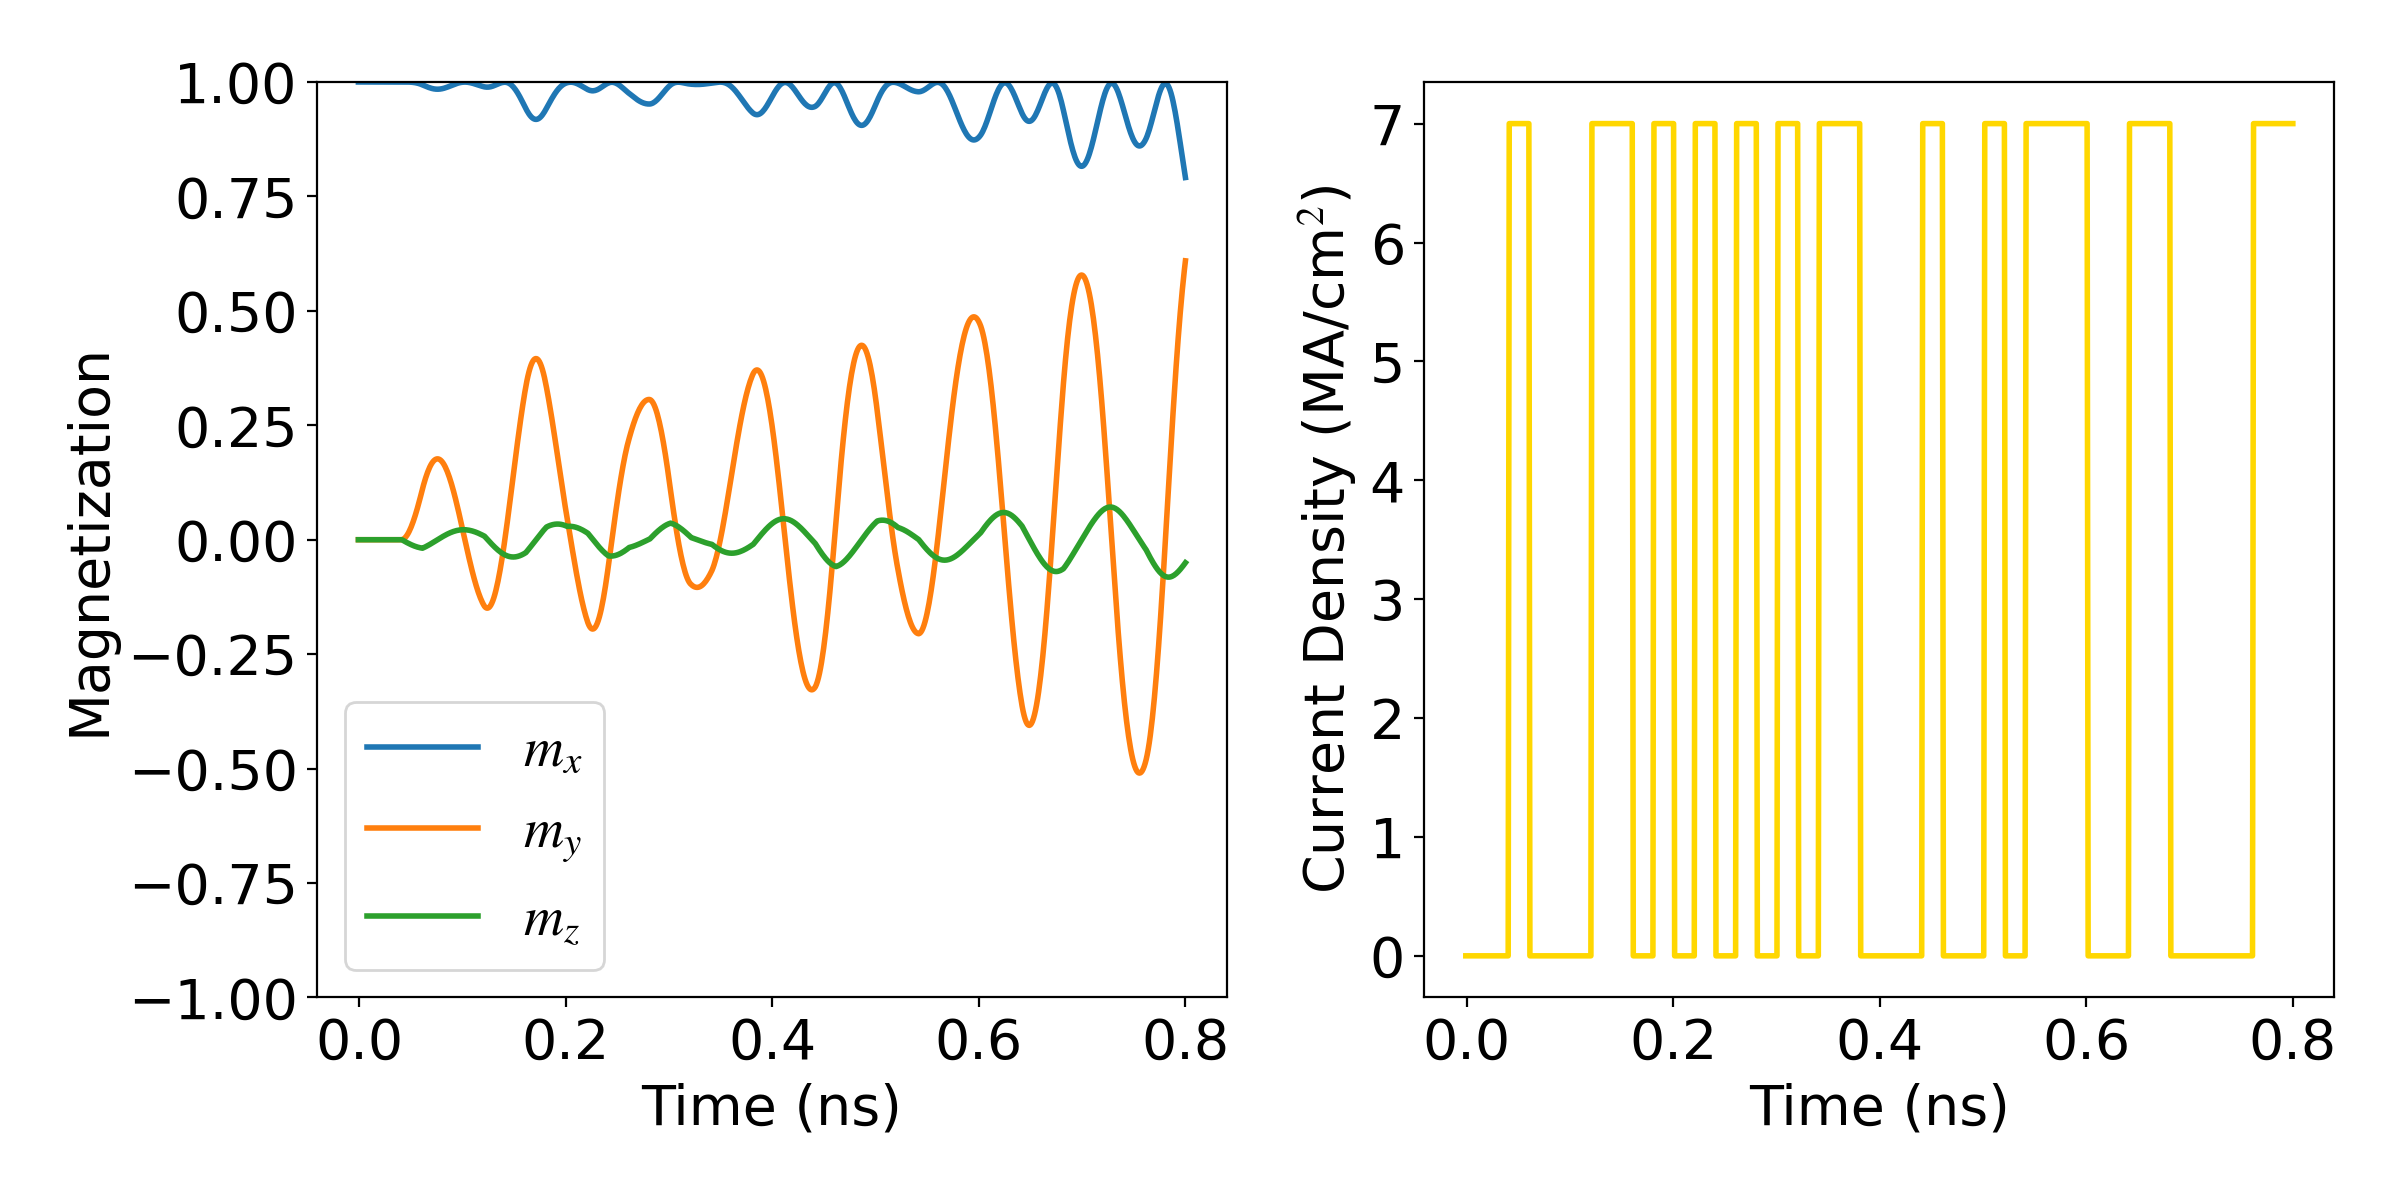 1.00
0.75
0.50
0.25
0.00
−0.25
−0.50
−0.75
−1.00
Magnetization
m_x
m_y
m_z
0.0 0.2 0.4 0.6 0.8
Time (ns)
7
6
5
4
3
2
1
0
Current Density (MA/cm²)
0.0 0.2 0.4 0.6 0.8
Time (ns)